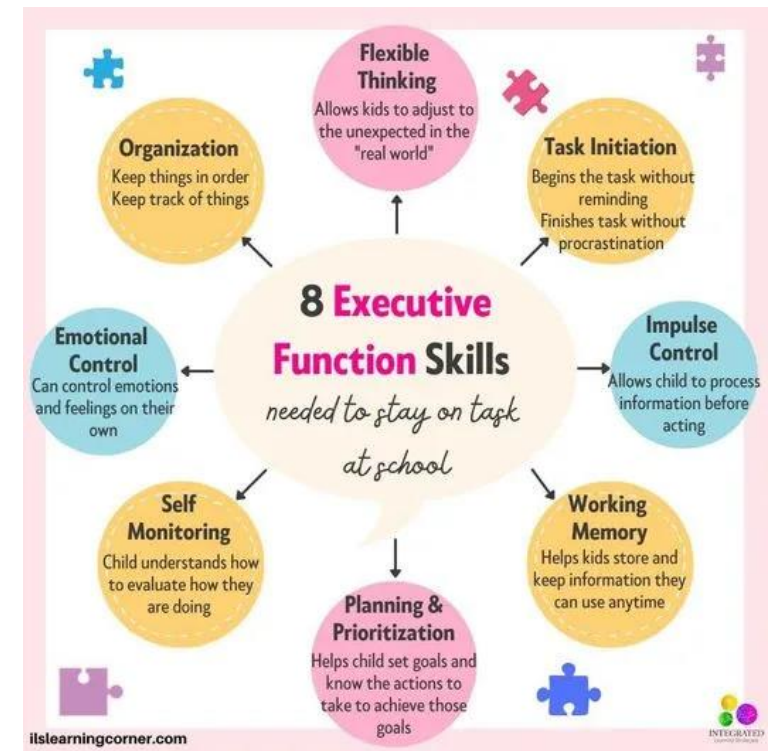 Flexible
Thinking
Allows kids to adjust to
the unexpected in the
"real world"
Organization
Keep things in order
Keep track of things
Task Initiation
Begins the task without
reminding
Finishes task without
procrastination
8 Executive
Function Skills
needed to stay on task
at school
Emotional
Control
Can control emotions
and feelings on their
own
Impulse
Control
Allows child to process
information before
acting
Self
Monitoring
Child understands how
to evaluate how they
are doing
Working
Memory
Helps kids store and
keep information they
can use anytime
Planning &
Prioritization
Helps child set goals and
know the actions to
take to achieve those
goals
ilslearningcorner.com
INTEGRATED